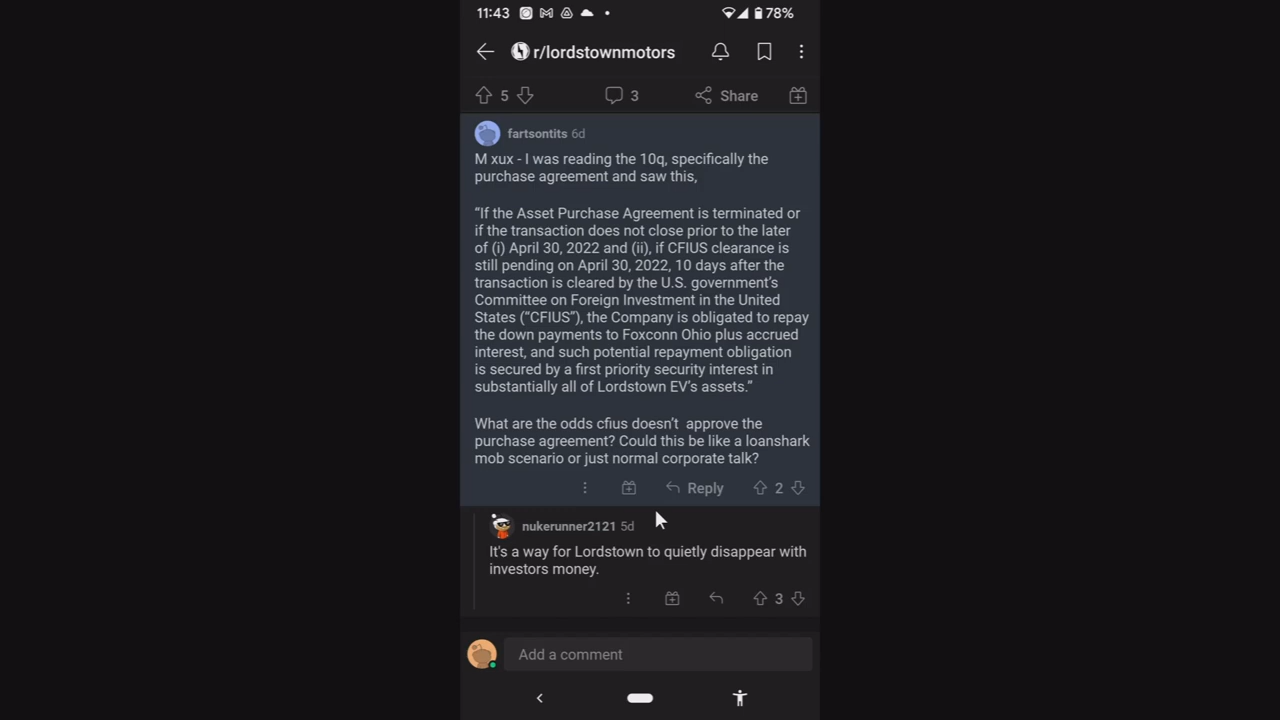 11:43
78%
r/lordstownmotors
5
3
Share
fartsontits 6d
M xux - I was reading the 10q, specifically the
purchase agreement and saw this,
“If the Asset Purchase Agreement is terminated or
if the transaction does not close prior to the later
of (i) April 30, 2022 and (ii), if CFIUS clearance is
still pending on April 30, 2022, 10 days after the
transaction is cleared by the U.S. government’s
Committee on Foreign Investment in the United
States (“CFIUS”), the Company is obligated to repay
the down payments to Foxconn Ohio plus accrued
interest, and such potential repayment obligation
is secured by a first priority security interest in
substantially all of Lordstown EV’s assets.”
What are the odds cfius doesn’t  approve the
purchase agreement? Could this be like a loanshark
mob scenario or just normal corporate talk?
Reply
2
nukerunner2121 5d
It's a way for Lordstown to quietly disappear with
investors money.
3
Add a comment